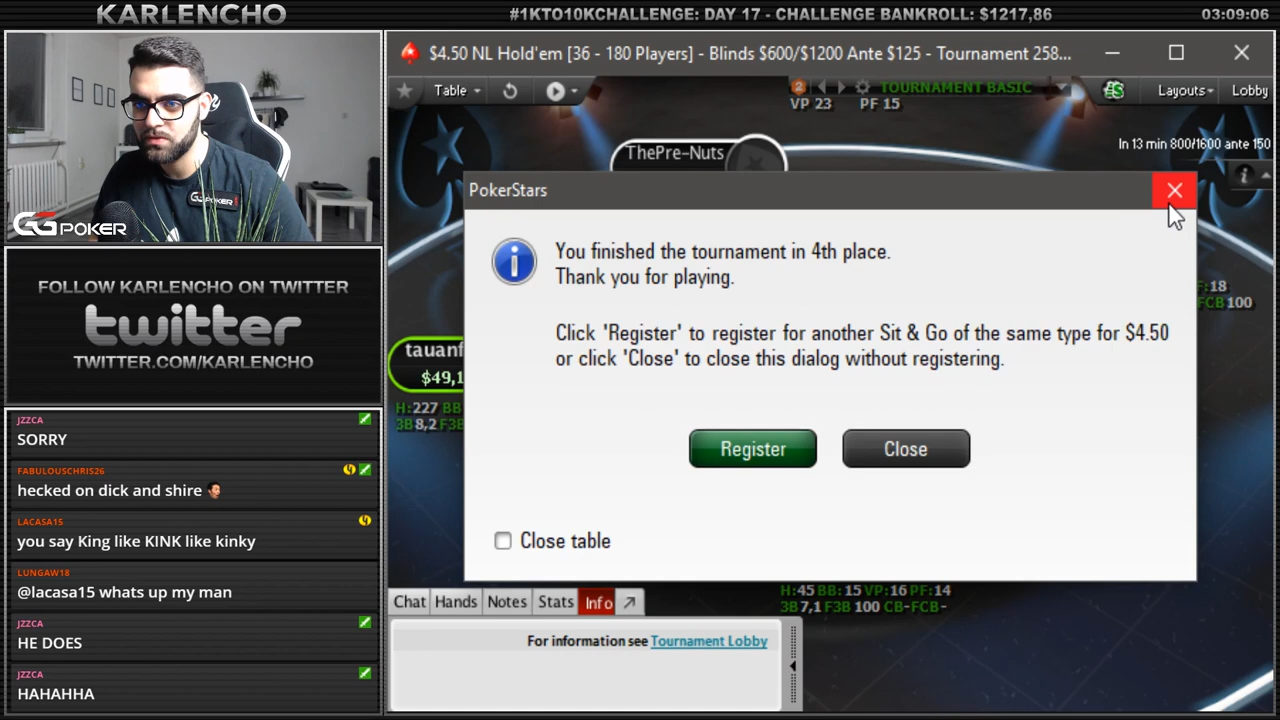 KARLENCHO
#1KTO10KCHALLENGE: DAY 17 - CHALLENGE BANKROLL: $1217,86
03:09:06
$4.50 NL Hold'em [36 - 180 Players] - Blinds $600/$1200 Ante $125 - Tournament 258...
Table
Layouts
Lobby
2
TOURNAMENT BASIC
VP 23 PF 15
In 13 min 800/1600 ante 150
ThePre-Nuts
GGPOKER
GGPOKER
FOLLOW KARLENCHO ON TWITTER
twitter
TWITTER.COM/KARLENCHO
PokerStars
You finished the tournament in 4th place.
Thank you for playing.
Click 'Register' to register for another Sit & Go of the same type for $4.50
or click 'Close' to close this dialog without registering.
Register
Close
Close table
:18
FCB 100
tauanf
$49,1
H:227 BB
3B 8,2 F3B
JZZCA
SORRY
FABULOUSCHRIS26
hecked on dick and shire
LACASA15
you say King like KINK like kinky
LUNGAW18
@lacasa15 whats up my man
JZZCA
HE DOES
JZZCA
HAHAHHA
H:45 BB: 15 VP:16 PF:14
3B 7,1 F3B 100 CB-FCB-
Chat
Hands
Notes
Stats
Info
For information see Tournament Lobby